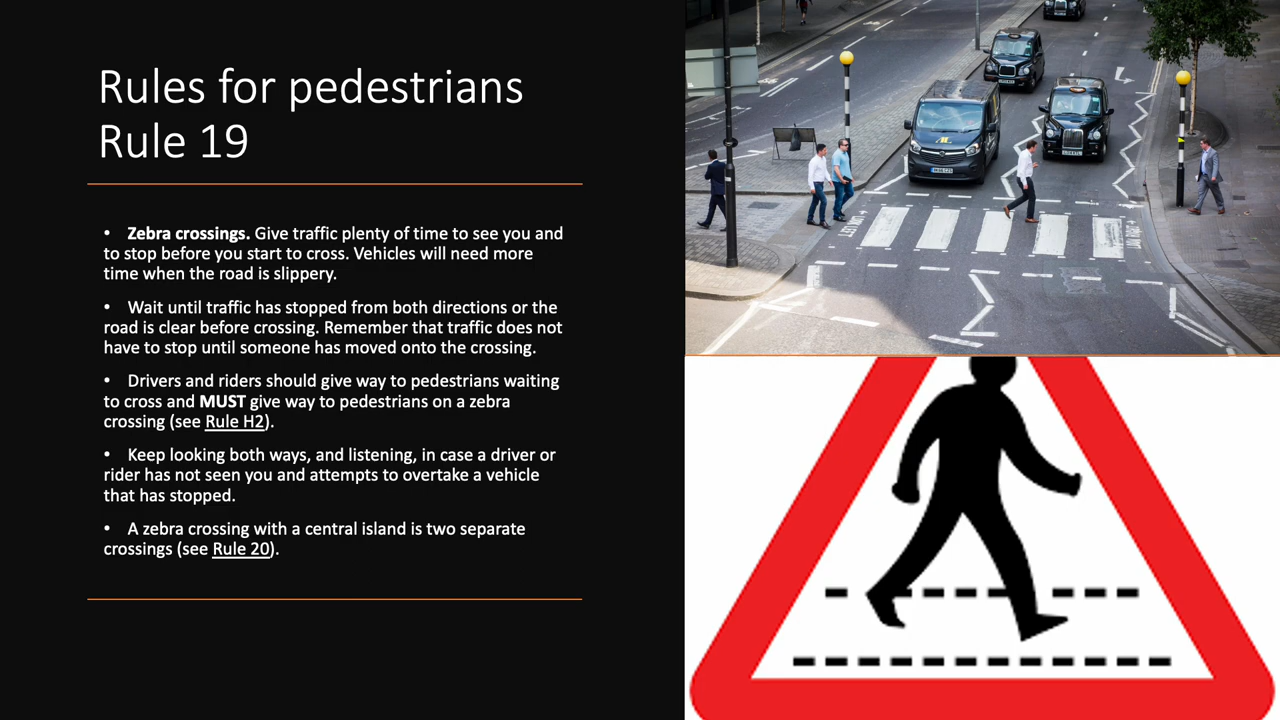 Rules for pedestrians
Rule 19
• Zebra crossings. Give traffic plenty of time to see you and
to stop before you start to cross. Vehicles will need more
time when the road is slippery.
• Wait until traffic has stopped from both directions or the
road is clear before crossing. Remember that traffic does not
have to stop until someone has moved onto the crossing.
• Drivers and riders should give way to pedestrians waiting
to cross and MUST give way to pedestrians on a zebra
crossing (see Rule H2).
• Keep looking both ways, and listening, in case a driver or
rider has not seen you and attempts to overtake a vehicle
that has stopped.
• A zebra crossing with a central island is two separate
crossings (see Rule 20).